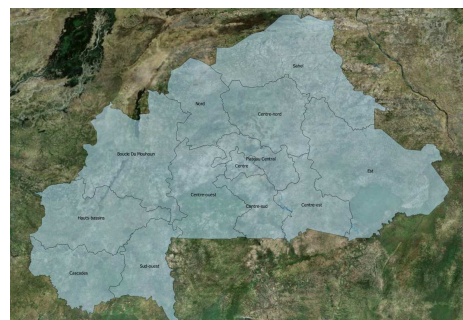 Sahel
Nord
Centre-nord
Boucle Du Mouhoun
Plateau-Central
Centre
Est
Centre-ouest
Centre-sud
Centre-est
Hauts-bassins
Cascades
Sud-ouest